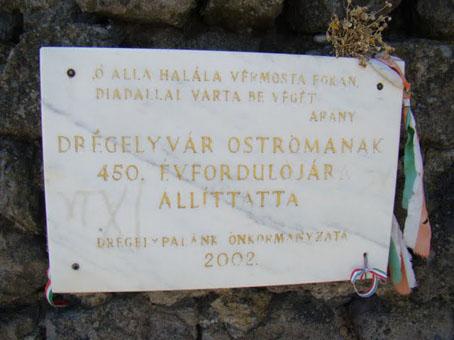 Ó ÁLLA HALÁLA VÉRMOSTA FOKÁN,
DIADALLAL VÁRTA BE VÉGÉT
ARANY
DRÉGELYVÁR OSTROMÁNAK
450. ÉVFORDULÓJÁRA
ÁLLÍTTATTA
DRÉGELYPALÁNK ÖNKORMÁNYZATA
2002.